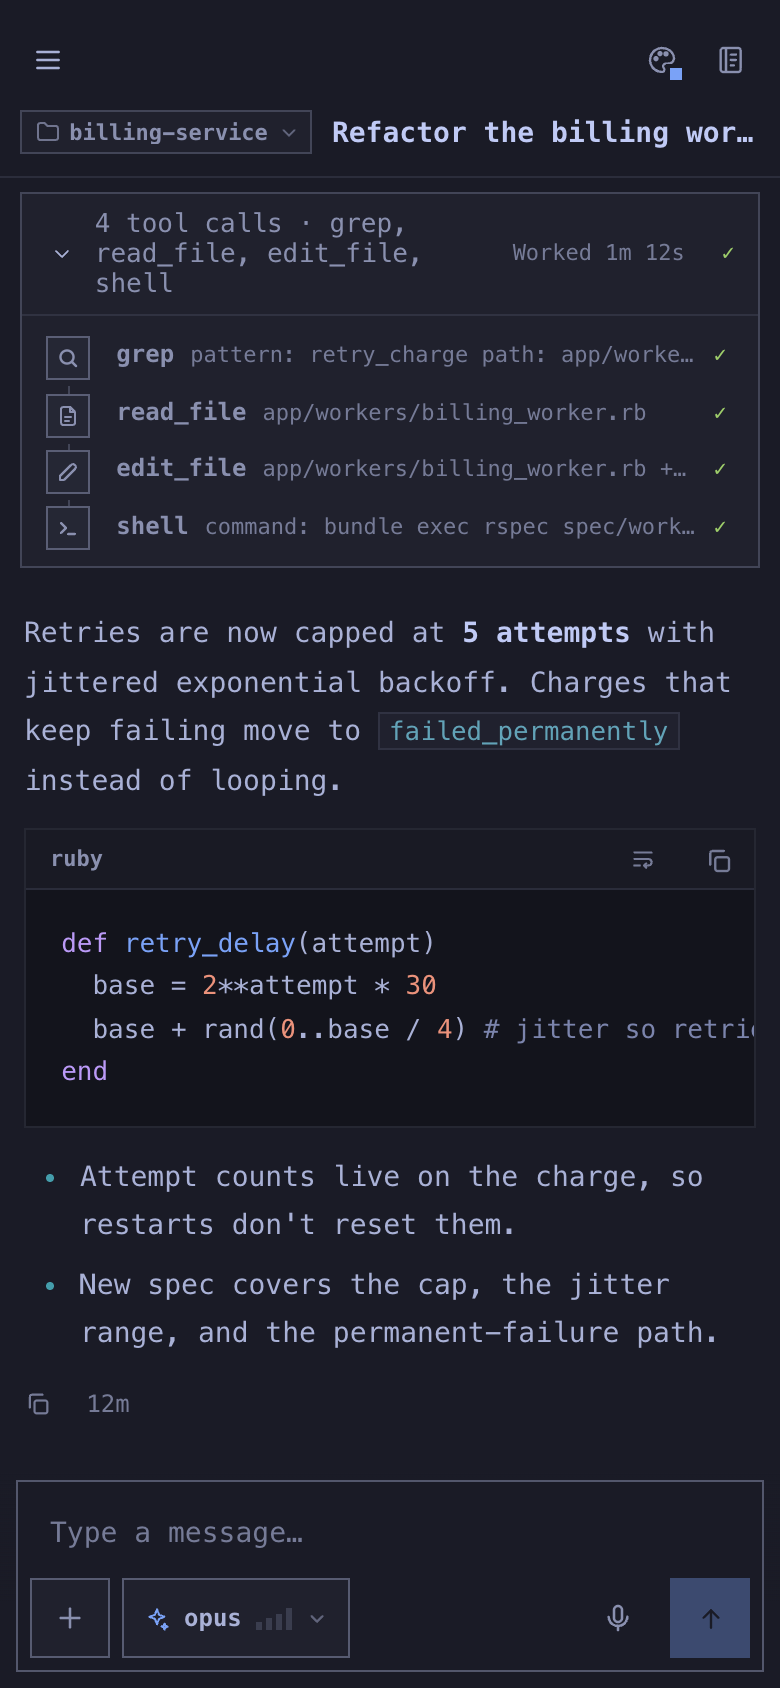 billing-service
Refactor the billing wor…
4 tool calls · grep,
read_file, edit_file,
shell
Worked 1m 12s ✓
grep pattern: retry_charge path: app/worke… ✓
read_file app/workers/billing_worker.rb ✓
edit_file app/workers/billing_worker.rb +… ✓
shell command: bundle exec rspec spec/work… ✓
Retries are now capped at 5 attempts with
jittered exponential backoff. Charges that
keep failing move to failed_permanently
instead of looping.
ruby
def retry_delay(attempt)
  base = 2**attempt * 30
  base + rand(0..base / 4) # jitter so retri
end
• Attempt counts live on the charge, so
restarts don't reset them.
• New spec covers the cap, the jitter
range, and the permanent-failure path.
12m
Type a message…
opus